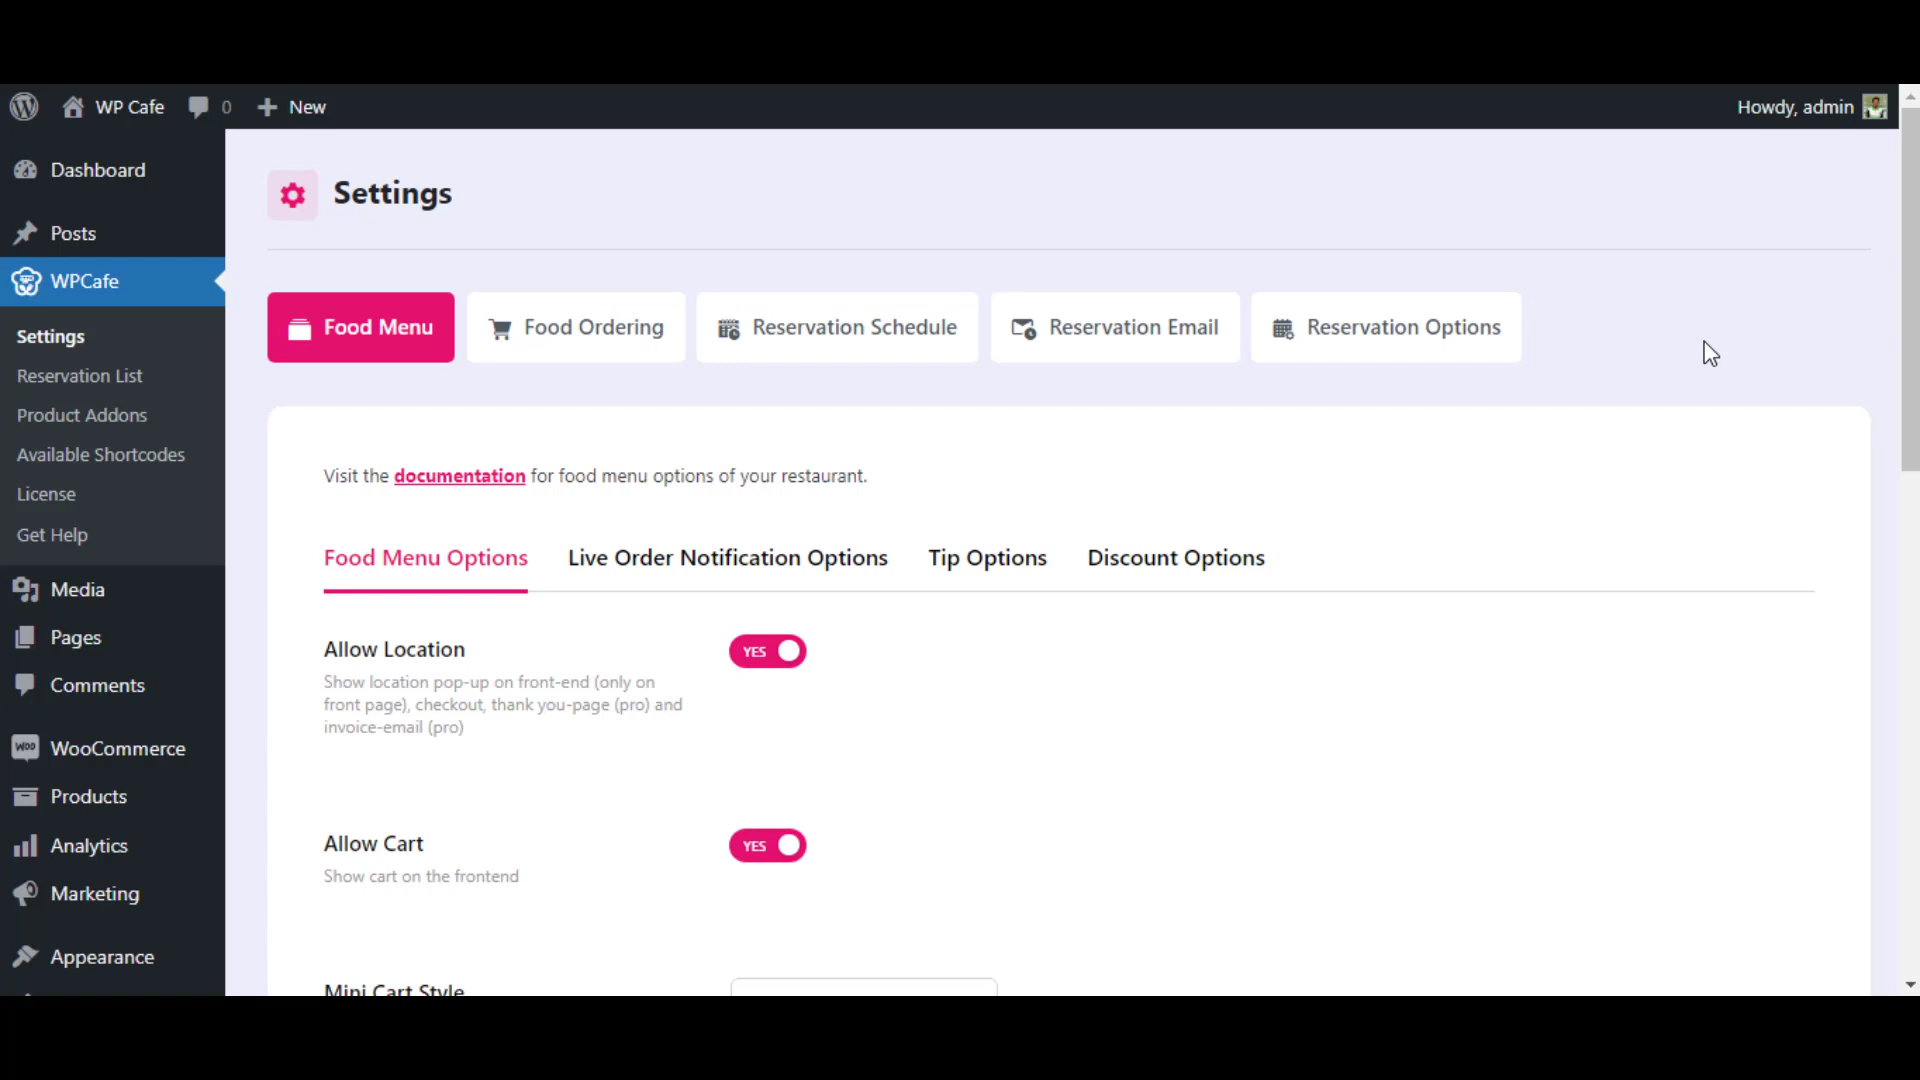 WP Cafe 0 New Howdy, admin
Dashboard
Posts
WPCafe
Settings
Reservation List
Product Addons
Available Shortcodes
License
Get Help
Media
Pages
Comments
Woo WooCommerce
Products
Analytics
Marketing
Appearance
Settings
Food Menu Food Ordering Reservation Schedule Reservation Email Reservation Options
Visit the documentation for food menu options of your restaurant.
Food Menu Options Live Order Notification Options Tip Options Discount Options
Allow Location YES
Show location pop-up on front-end (only on
front page), checkout, thank you-page (pro) and
invoice-email (pro)
Allow Cart YES
Show cart on the frontend
Mini Cart Style